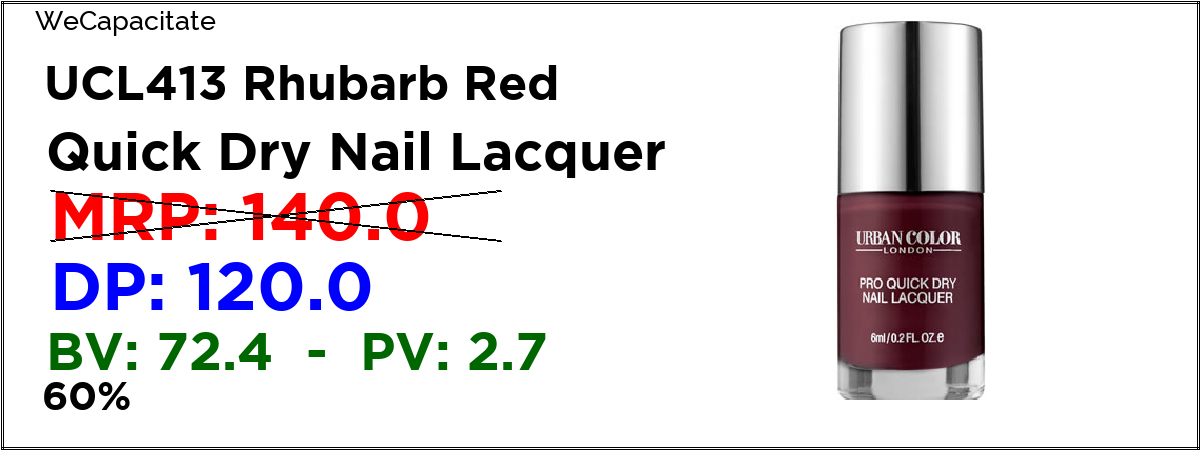 WeCapacitate
UCL413 Rhubarb Red
Quick Dry Nail Lacquer
MRP: 140.0
DP: 120.0
BV: 72.4 - PV: 2.7
60%
URBAN COLOR
LONDON
PRO QUICK DRY
NAIL LACQUER
6ml/0.2 FL. OZ.e